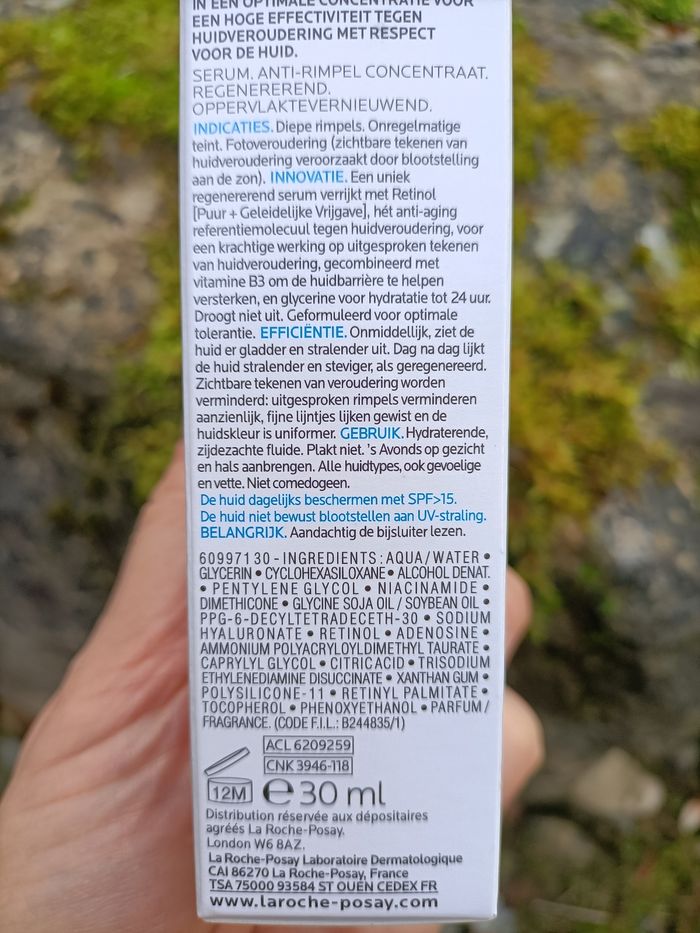 IN EEN OPTIMALE CONCENTRATIE VOOR
EEN HOGE EFFECTIVITEIT TEGEN
HUIDVEROUDERING MET RESPECT
VOOR DE HUID.
SERUM. ANTI-RIMPEL CONCENTRAAT.
REGENEREREND.
OPPERVLAKTEVERNIEUWEND.
INDICATIES. Diepe rimpels. Onregelmatige
teint. Fotoveroudering (zichtbare tekenen van
huidveroudering veroorzaakt door blootstelling
aan de zon). INNOVATIE. Een uniek
regenererend serum verrijkt met Retinol
[Puur + Geleidelijke Vrijgave], hét anti-aging
referentiemolecuul tegen huidveroudering, voor
een krachtige werking op uitgesproken tekenen
van huidveroudering, gecombineerd met
vitamine B3 om de huidbarrière te helpen
versterken, en glycerine voor hydratatie tot 24 uur.
Droogt niet uit. Geformuleerd voor optimale
tolerantie. EFFICIËNTIE. Onmiddellijk, ziet de
huid er gladder en stralender uit. Dag na dag lijkt
de huid stralender en steviger, als geregenereerd.
Zichtbare tekenen van veroudering worden
verminderd: uitgesproken rimpels verminderen
aanzienlijk, fijne lijntjes lijken gewist en de
huidskleur is uniformer. GEBRUIK. Hydraterende,
zijdezachte fluide. Plakt niet. 's Avonds op gezicht
en hals aanbrengen. Alle huidtypes, ook gevoelige
en vette. Niet comedogeen.
De huid dagelijks beschermen met SPF>15.
De huid niet bewust blootstellen aan UV-straling.
BELANGRIJK. Aandachtig de bijsluiter lezen.
609971 30 - INGREDIENTS : AQUA / WATER •
GLYCERIN • CYCLOHEXASILOXANE • ALCOHOL DENAT.
• PENTYLENE GLYCOL • NIACINAMIDE •
DIMETHICONE • GLYCINE SOJA OIL / SOYBEAN OIL •
PPG-6-DECYLTETRADECETH-30 • SODIUM
HYALURONATE • RETINOL • ADENOSINE •
AMMONIUM POLYACRYLOYLDIMETHYL TAURATE •
CAPRYLYL GLYCOL • CITRIC ACID • TRISODIUM
ETHYLENEDIAMINE DISUCCINATE • XANTHAN GUM •
POLYSILICONE-11 • RETINYL PALMITATE •
TOCOPHEROL • PHENOXYETHANOL • PARFUM /
FRAGRANCE. (CODE F.I.L.: B244835/1)
ACL 6209259
CNK 3946-118
12M ℮ 30 ml
Distribution réservée aux dépositaires
agréés La Roche-Posay.
London W6 8AZ.
La Roche-Posay Laboratoire Dermatologique
CAI 86270 La Roche-Posay, France
TSA 75000 93584 ST OUEN CEDEX FR
www.laroche-posay.com